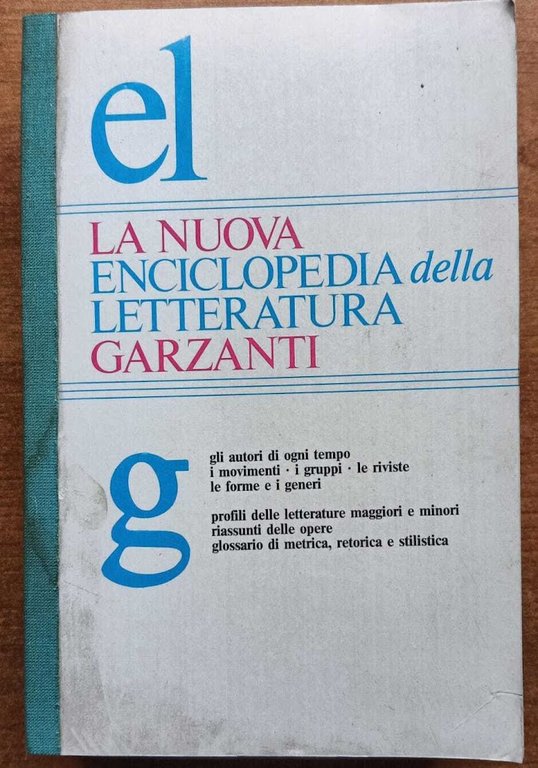 el
LA NUOVA
ENCICLOPEDIA della
LETTERATURA
GARZANTI
g
gli autori di ogni tempo
i movimenti · i gruppi · le riviste
le forme e i generi
profili delle letterature maggiori e minori
riassunti delle opere
glossario di metrica, retorica e stilistica